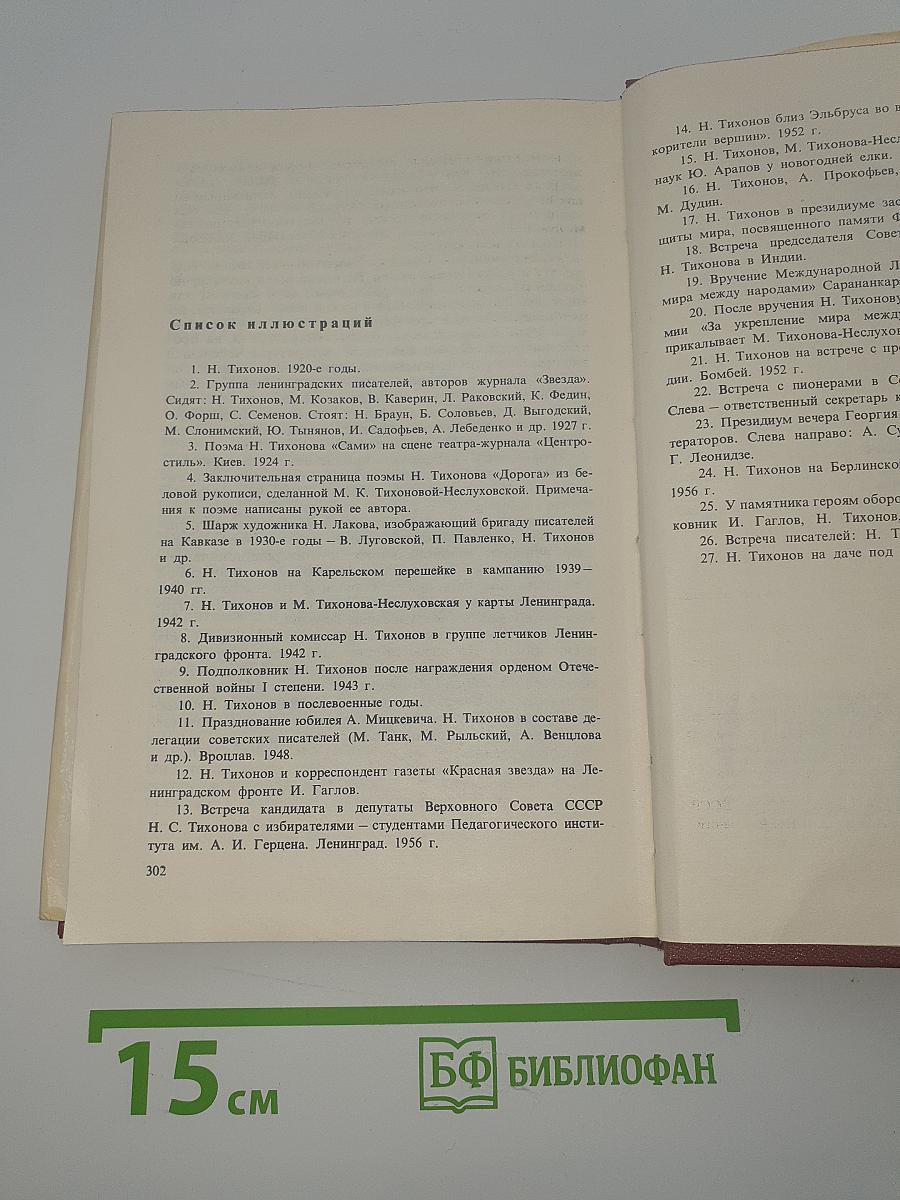 Список иллюстраций
1. Н. Тихонов. 1920-е годы.
2. Группа ленинградских писателей, авторов журнала «Звезда».
Сидят: Н. Тихонов, М. Козаков, В. Каверин, Л. Раковский, К. Федин,
О. Форш, С. Семенов. Стоят: Н. Браун, Б. Соловьев, Д. Выгодский,
М. Слонимский, Ю. Тынянов, И. Садофьев, А. Лебеденко и др. 1927 г.
3. Поэма Н. Тихонова «Сами» на сцене театра-журнала «Центро-
стиль». Киев. 1924 г.
4. Заключительная страница поэмы Н. Тихонова «Дорога» из бе-
ловой рукописи, сделанной М. К. Тихоновой-Неслуховской. Примеча-
ния к поэме написаны рукой ее автора.
5. Шарж художника Н. Лакова, изображающий бригаду писателей
на Кавказе в 1930-е годы — В. Луговской, П. Павленко, Н. Тихонов
и др.
6. Н. Тихонов на Карельском перешейке в кампанию 1939—
1940 гг.
7. Н. Тихонов и М. Тихонова-Неслуховская у карты Ленинграда.
1942 г.
8. Дивизионный комиссар Н. Тихонов в группе летчиков Ленин-
градского фронта. 1942 г.
9. Подполковник Н. Тихонов после награждения орденом Отече-
ственной войны I степени. 1943 г.
10. Н. Тихонов в послевоенные годы.
11. Празднование юбилея А. Мицкевича. Н. Тихонов в составе де-
легации советских писателей (М. Танк, М. Рыльский, А. Венцлова
и др.). Вроцлав. 1948.
12. Н. Тихонов и корреспондент газеты «Красная звезда» на Ле-
нинградском фронте И. Гаглов.
13. Встреча кандидата в депутаты Верховного Совета СССР
Н. С. Тихонова с избирателями — студентами Педагогического инсти-
тута им. А. И. Герцена. Ленинград. 1956 г.
302
14. Н. Тихонов близ Эльбруса во в
корители вершин». 1952 г.
15. Н. Тихонов, М. Тихонова-Несл
наук Ю. Арапов у новогодней елки.
16. Н. Тихонов, А. Прокофьев,
М. Дудин.
17. Н. Тихонов в президиуме зас
щиты мира, посвященного памяти Ф
18. Встреча председателя Совет
Н. Тихонова в Индии.
19. Вручение Международной Л
мира между народами» Сарананкар
20. После вручения Н. Тихонову
мии «За укрепление мира межд
прикалывает М. Тихонова-Неслухов
21. Н. Тихонов на встрече с пр
дии. Бомбей. 1952 г.
22. Встреча с пионерами в Со
Слева — ответственный секретарь к
23. Президиум вечера Георгия
тераторов. Слева направо: А. Су
Г. Леонидзе.
24. Н. Тихонов на Берлинско
1956 г.
25. У памятника героям оборо
ковник И. Гаглов, Н. Тихонов,
26. Встреча писателей: Н. Т
27. Н. Тихонов на даче под
15 см
БФ БИБЛИОФАН